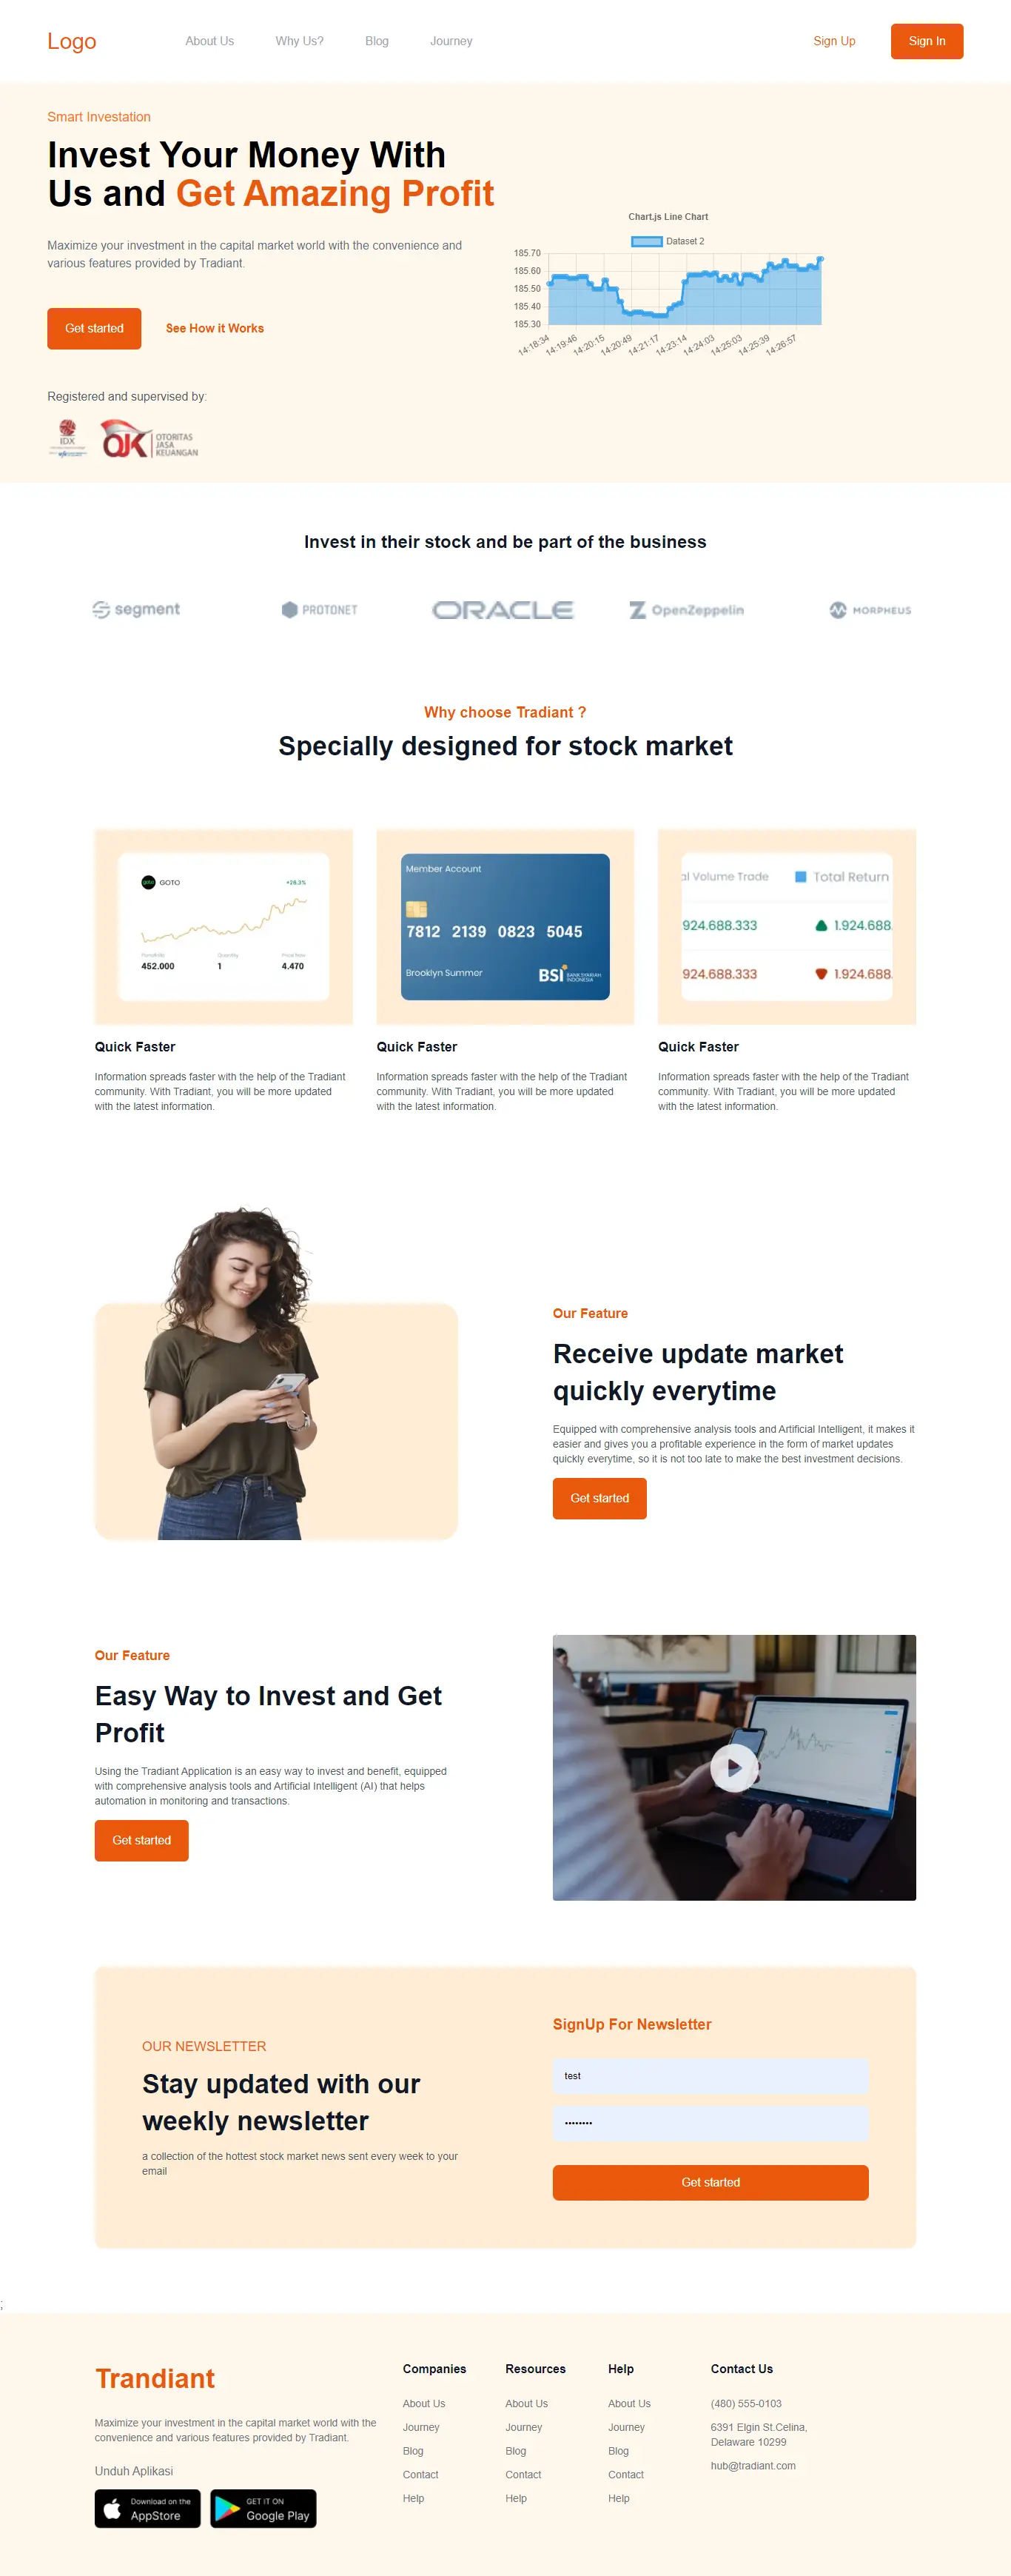 Logo
About Us
Why Us?
Blog
Journey
Sign Up
Sign In
Smart Investation
Invest Your Money With
Us and Get Amazing Profit
Maximize your investment in the capital market world with the convenience and
various features provided by Tradiant.
Get started
See How it Works
Registered and supervised by:
IDX
OJK OTORITAS
JASA
KEUANGAN
Chart.js Line Chart
Dataset 2
185.70
185.60
185.50
185.40
185.30
14:18:34
14:19:46
14:20:15
14:20:49
14:21:17
14:23:14
14:24:03
14:25:03
14:25:39
14:26:57
Invest in their stock and be part of the business
segment
PROTONET
ORACLE
OpenZeppelin
MORPHEUS
Why choose Tradiant ?
Specially designed for stock market
goto GOTO
+28.3%
Quantity
452.000
1
4.470
Member Account
7812 2139 0823 5045
Brooklyn Summer
BSI BANK SYARIAH
INDONESIA
al Volume Trade
Total Return
924.688.333
1.924.688.
924.688.333
1.924.688.
Quick Faster
Information spreads faster with the help of the Tradiant
community. With Tradiant, you will be more updated
with the latest information.
Quick Faster
Information spreads faster with the help of the Tradiant
community. With Tradiant, you will be more updated
with the latest information.
Quick Faster
Information spreads faster with the help of the Tradiant
community. With Tradiant, you will be more updated
with the latest information.
Our Feature
Receive update market
quickly everytime
Equipped with comprehensive analysis tools and Artificial Intelligent, it makes it
easier and gives you a profitable experience in the form of market updates
quickly everytime, so it is not too late to make the best investment decisions.
Get started
Our Feature
Easy Way to Invest and Get
Profit
Using the Tradiant Application is an easy way to invest and benefit, equipped
with comprehensive analysis tools and Artificial Intelligent (AI) that helps
automation in monitoring and transactions.
Get started
OUR NEWSLETTER
Stay updated with our
weekly newsletter
a collection of the hottest stock market news sent every week to your
email
SignUp For Newsletter
test
••••••••
Get started
;
Trandiant
Maximize your investment in the capital market world with the
convenience and various features provided by Tradiant.
Unduh Aplikasi
Download on the
AppStore
GET IT ON
Google Play
Companies
About Us
Journey
Blog
Contact
Help
Resources
About Us
Journey
Blog
Contact
Help
Help
About Us
Journey
Blog
Contact
Help
Contact Us
(480) 555-0103
6391 Elgin St.Celina,
Delaware 10299
hub@tradiant.com